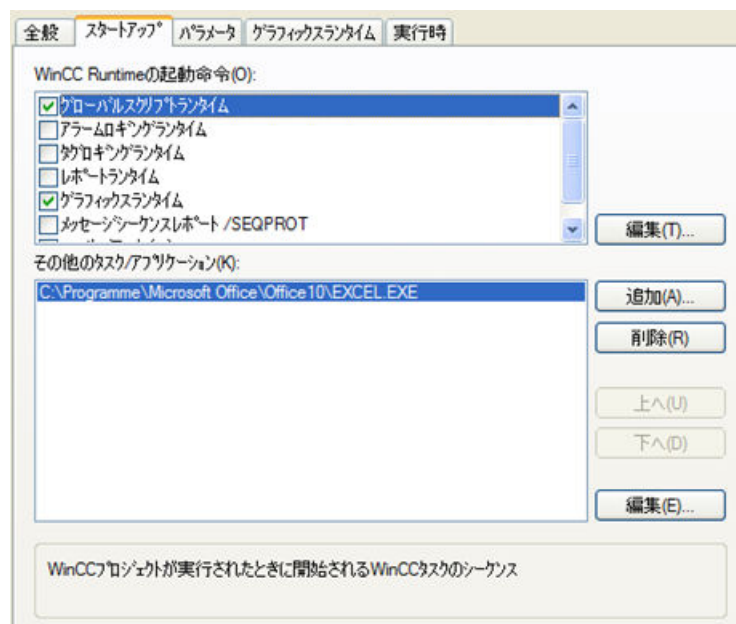 全般 スタートアップ パラメータ グラフィックスランタイム 実行時
WinCC Runtimeの起動命令(O):
グローバルスクリプトランタイム
アラームロギングランタイム
タグロギングランタイム
レポートランタイム
グラフィックスランタイム
メッセージシーケンスレポート /SEQPROT
編集(T)...
その他のタスク/アプリケーション(K):
C:\Programme\Microsoft Office\Office10\EXCEL.EXE
追加(A)...
削除(R)
上へ(U)
下へ(D)
編集(E)...
WinCCプロジェクトが実行されたときに開始されるWinCCタスクのシーケンス